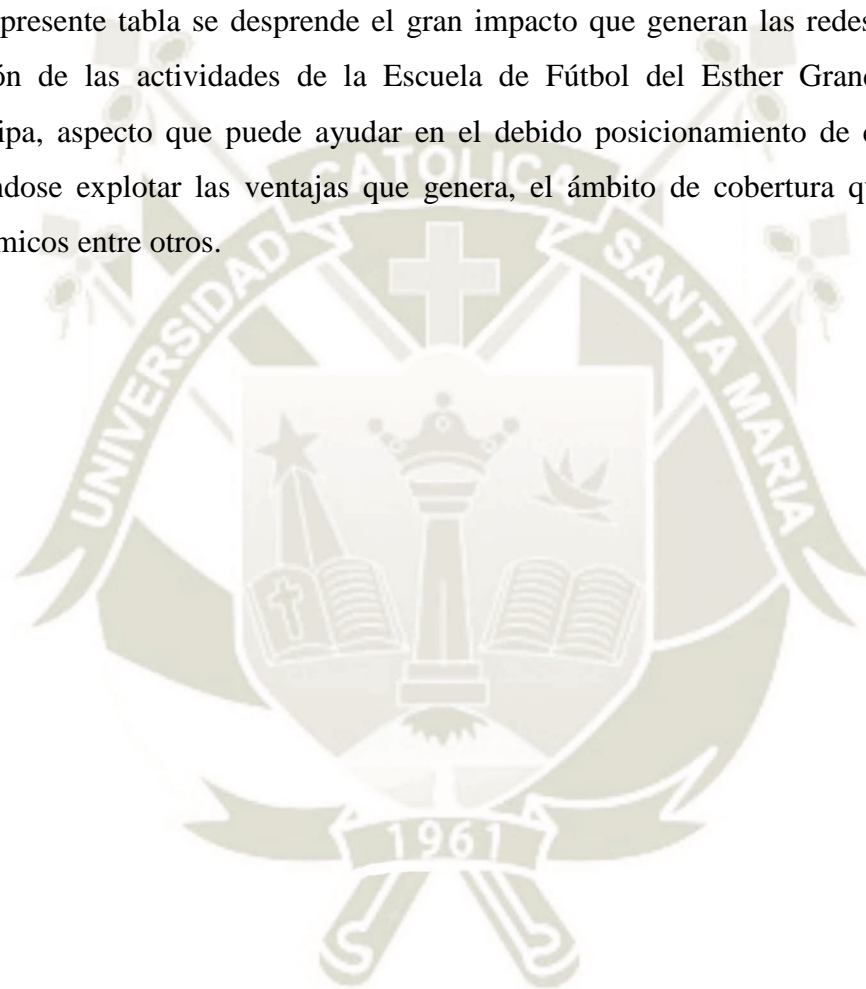 presente tabla se desprende el gran impacto que generan las redes
ón de las actividades de la Escuela de Fútbol del Esther Gran
ipa, aspecto que puede ayudar en el debido posicionamiento de
ndose explotar las ventajas que genera, el ámbito de cobertura
micos entre otros.
UNIVERSIDAD CATOLICA SANTA MARIA
1961